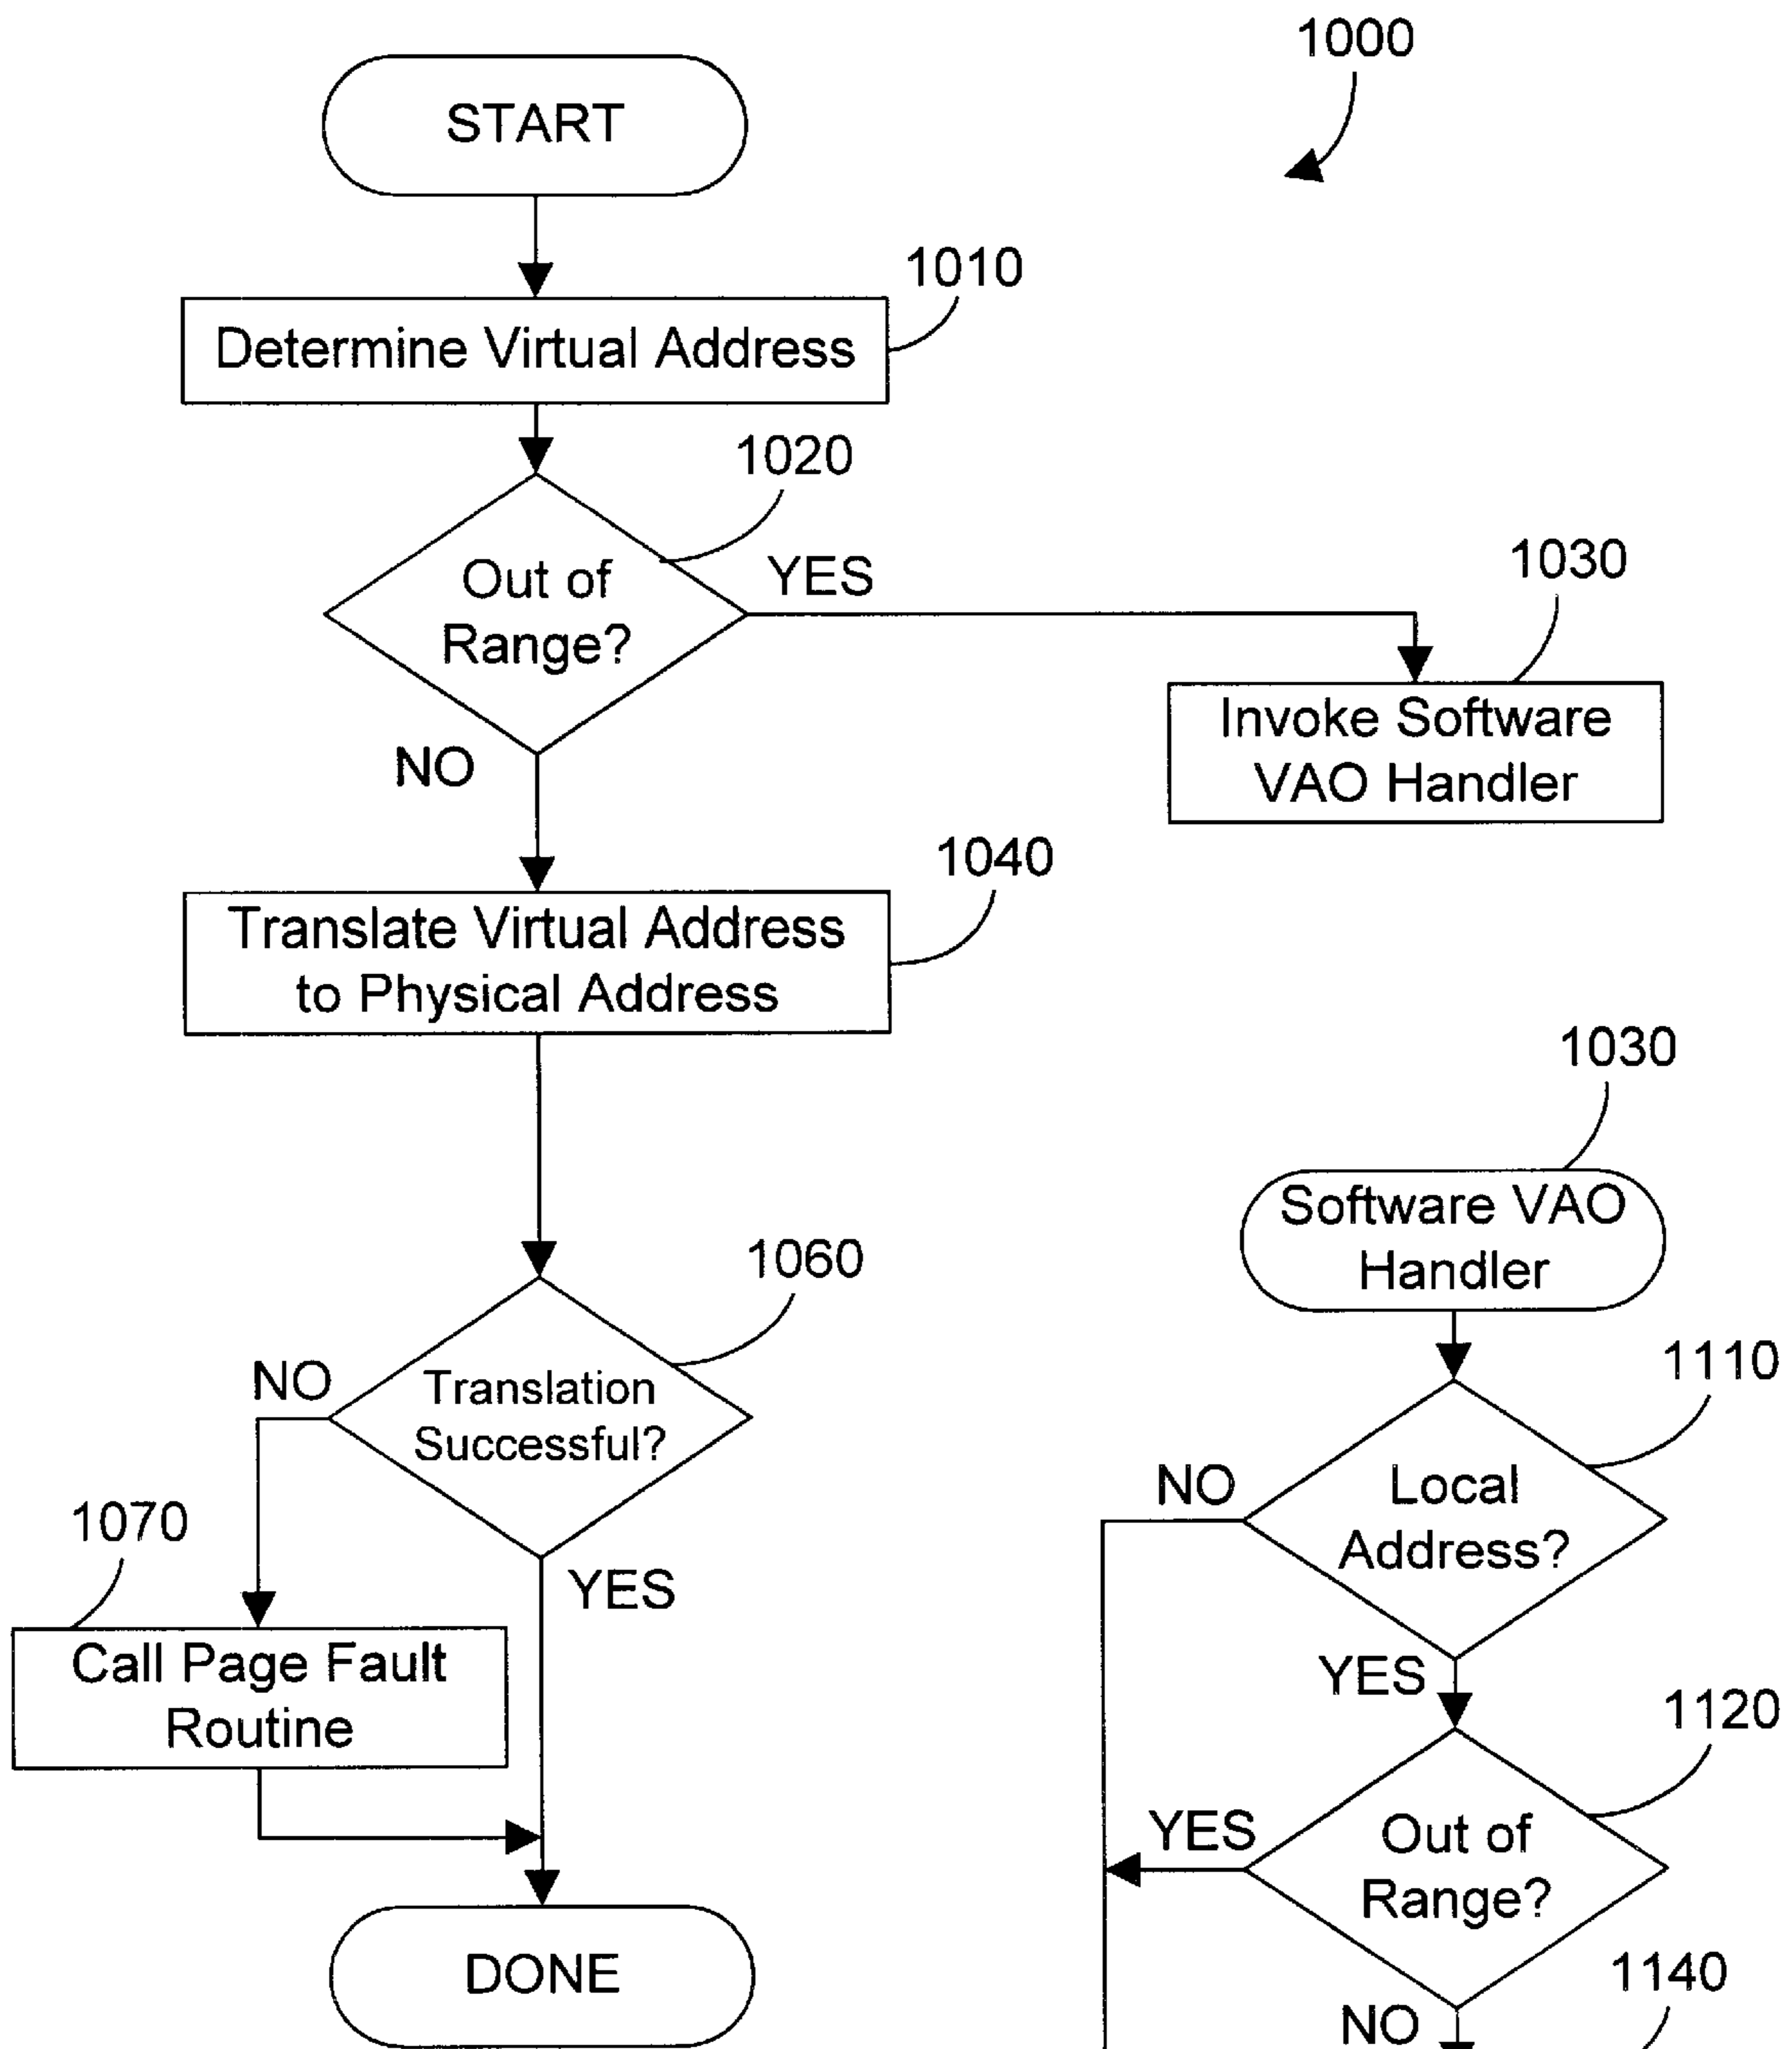 1000
START
1010
Determine Virtual Address
1020
Out of
Range?
YES
NO
1030
Invoke Software
VAO Handler
1040
Translate Virtual Address
to Physical Address
1060
Translation
Successful?
NO
YES
1070
Call Page Fault
Routine
DONE
1030
Software VAO
Handler
1110
Local
Address?
NO
YES
1120
Out of
Range?
YES
NO
1140